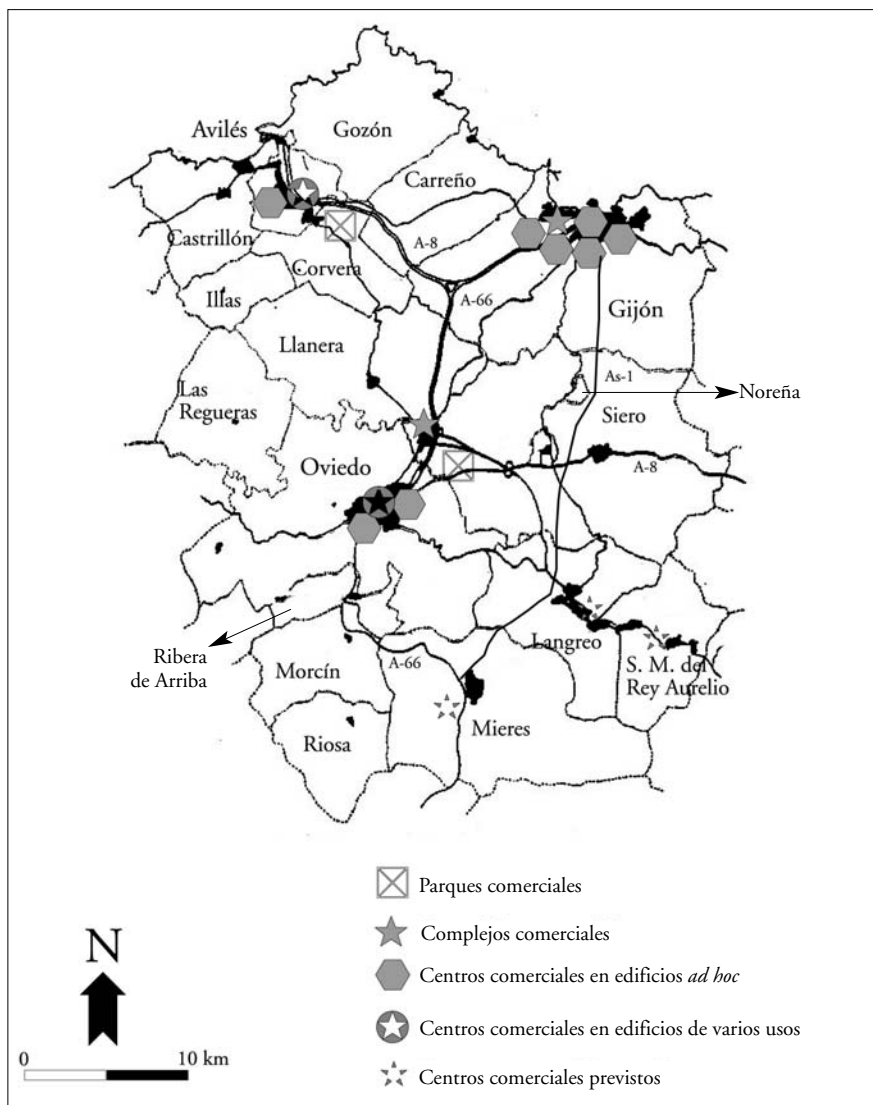 Avilés
Gozón
Carreño
Castrillón
A-8
Corvera
Illas
A-66
Gijón
Llanera
Las
Regueras
As-1
Noreña
Siero
Oviedo
A-8
Ribera
de Arriba
Langreo
Morcín
A-66
S. M. del
Rey Aurelio
Riosa
Mieres
Parques comerciales
Complejos comerciales
Centros comerciales en edificios ad hoc
Centros comerciales en edificios de varios usos
Centros comerciales previstos
N
0 10 km